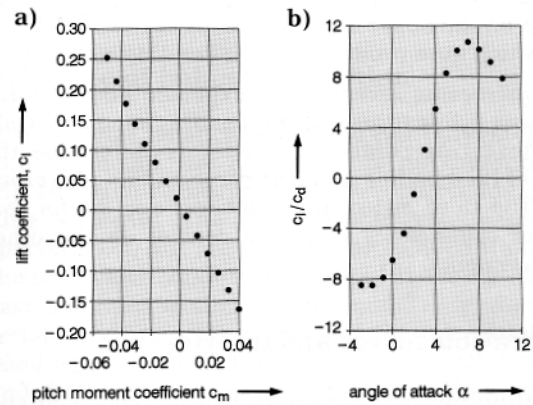 a)
0.30
0.25
0.20
0.15
0.10
0.05
0
−0.05
−0.10
−0.15
−0.20
lift coefficient, cl
−0.04 0 0.04
−0.06 −0.02 0.02
pitch moment coefficient cm
b)
12
8
4
0
−4
−8
−12
cl/cd
−4 0 4 8 12
angle of attack α